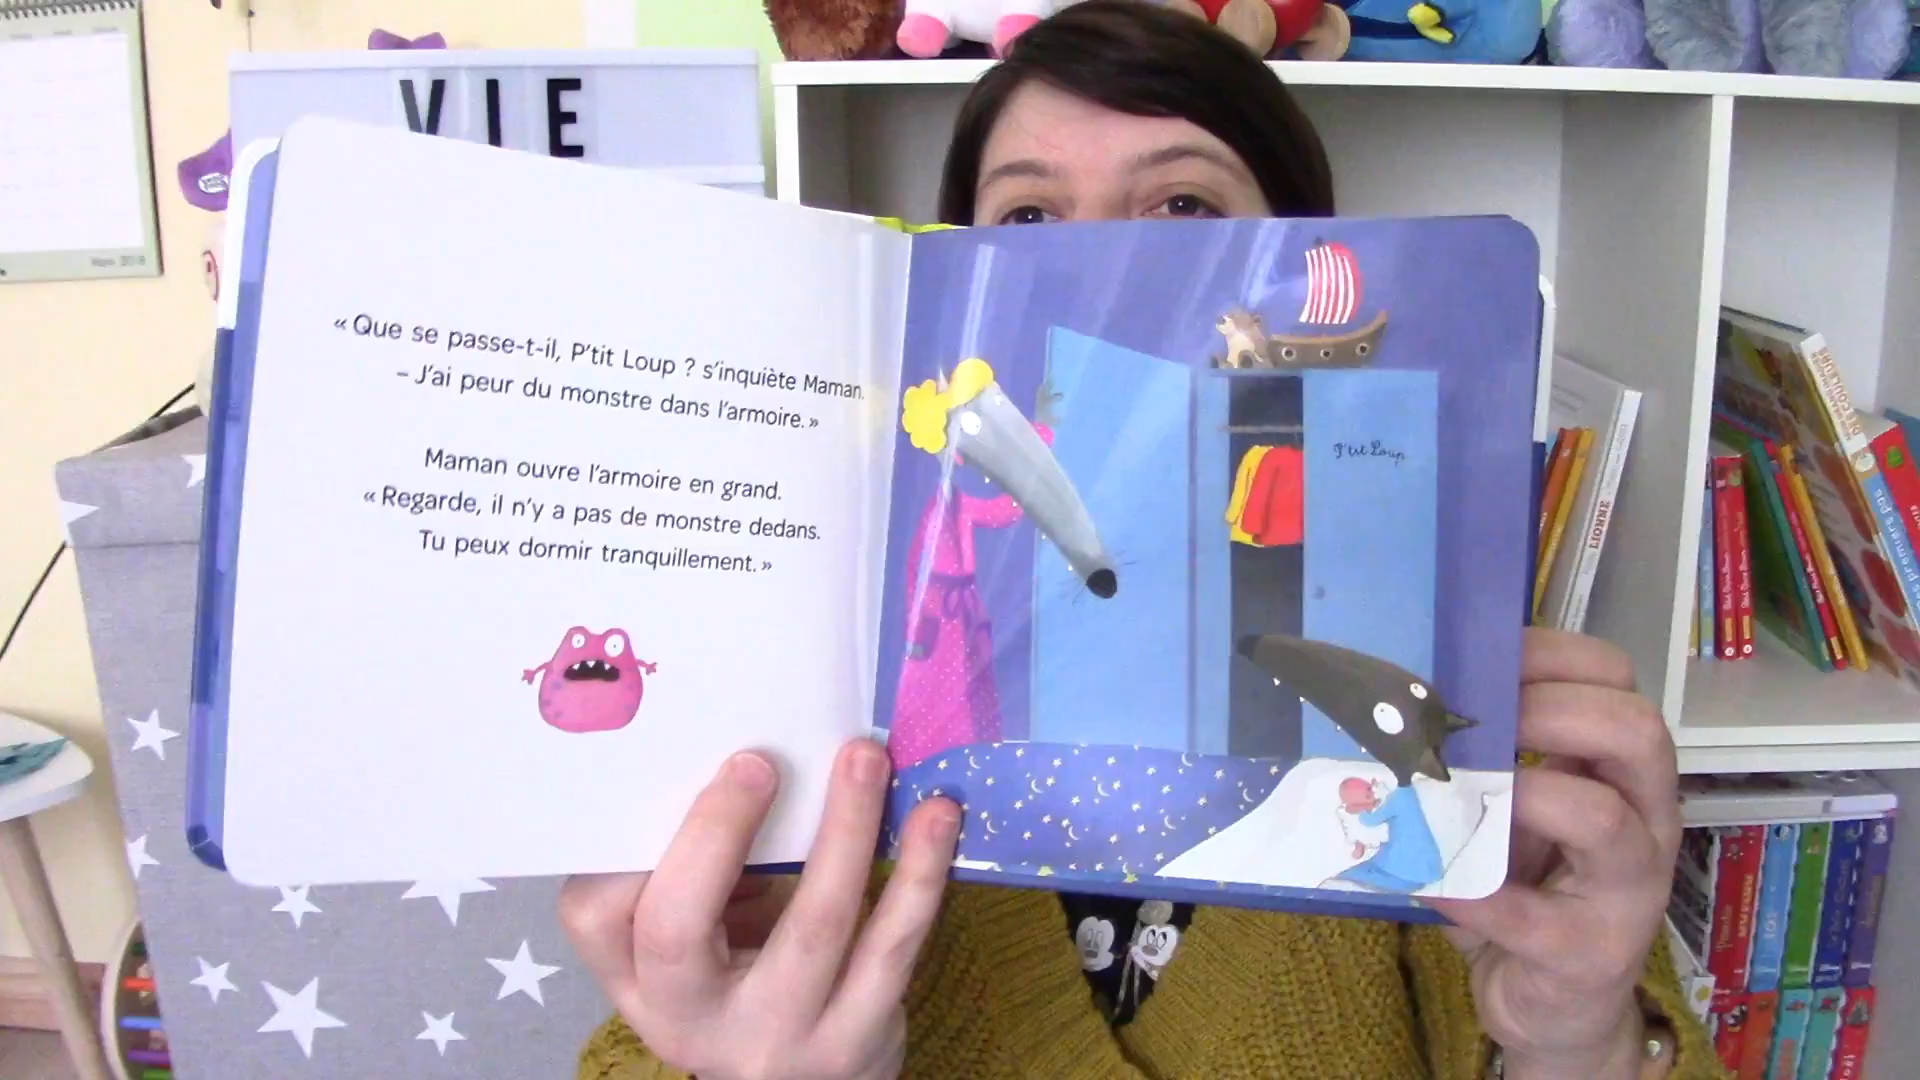 VIE
« Que se passe-t-il, P'tit Loup ? s'inquiète Maman.
– J'ai peur du monstre dans l'armoire. »
Maman ouvre l'armoire en grand.
« Regarde, il n'y a pas de monstre dedans.
Tu peux dormir tranquillement. »
P'tit Loup
LICORNE